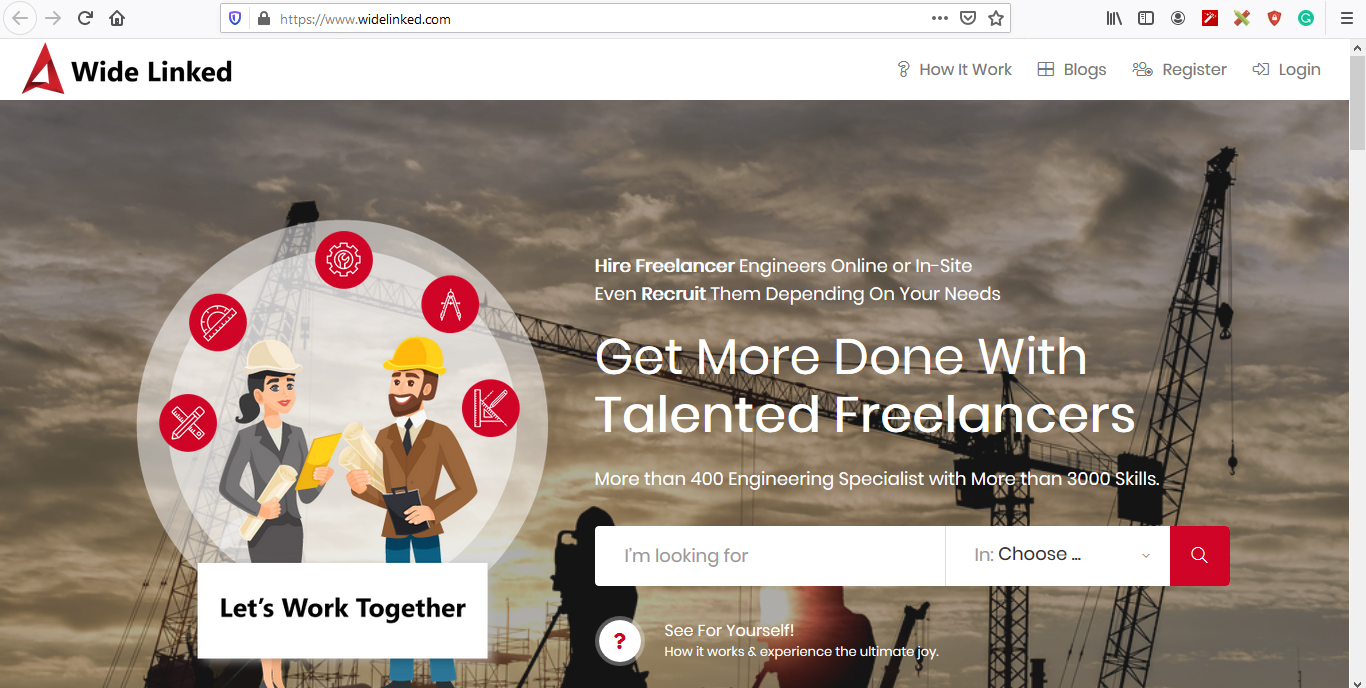 https://www.widelinked.com
Wide Linked
How It Work
Blogs
Register
Login
Hire Freelancer Engineers Online or In-Site
Even Recruit Them Depending On Your Needs
Get More Done With
Talented Freelancers
More than 400 Engineering Specialist with More than 3000 Skills.
I'm looking for
In: Choose ...
Let's Work Together
?
See For Yourself!
How it works & experience the ultimate joy.